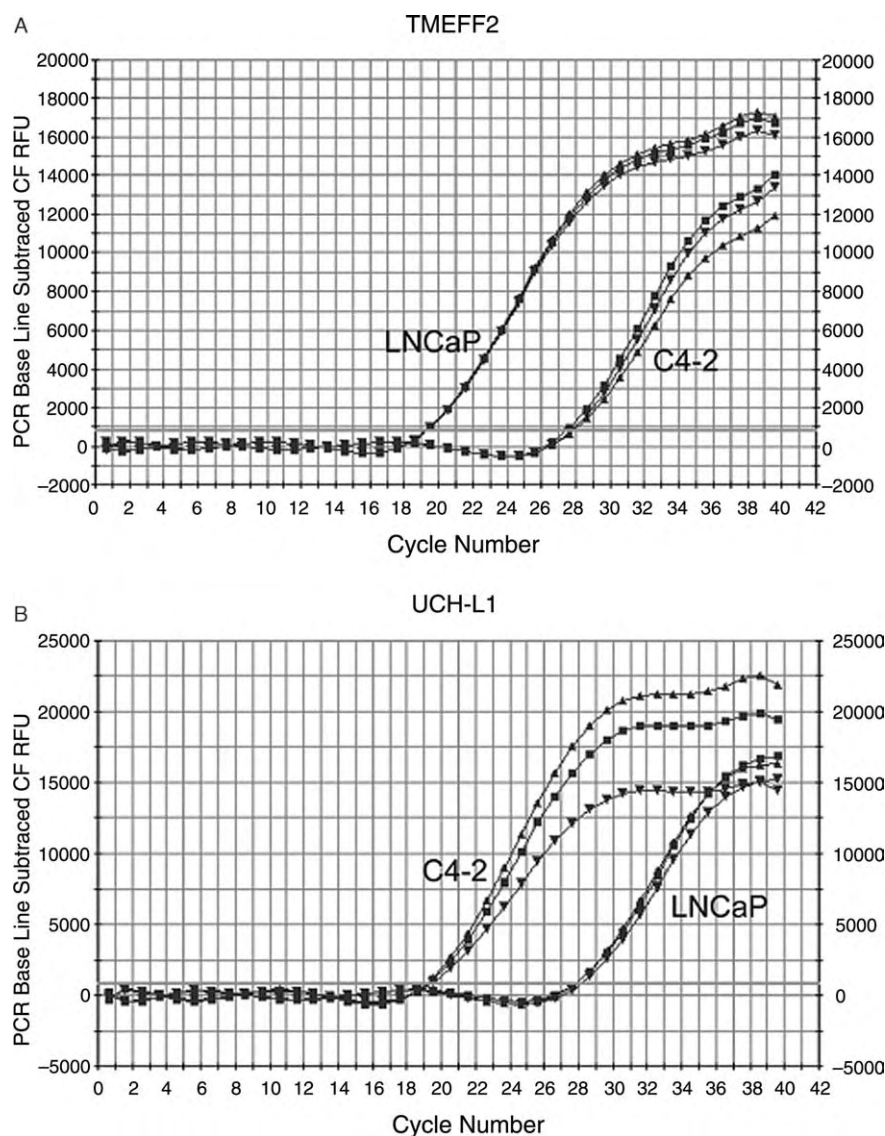 A
TMEFF2
PCR Base Line Subtraced CF RFU
20000 20000
18000 18000
16000 16000
14000 14000
12000 12000
10000 10000
8000 8000
6000 6000
4000 4000
2000 2000
0 0
−2000 −2000
LNCaP
C4-2
0 2 4 6 8 10 12 14 16 18 20 22 24 26 28 30 32 34 36 38 40 42
Cycle Number
B
UCH-L1
PCR Base Line Subtraced CF RFU
25000 25000
20000 20000
15000 15000
10000 10000
5000 5000
0 0
−5000 −5000
C4-2
LNCaP
0 2 4 6 8 10 12 14 16 18 20 22 24 26 28 30 32 34 36 38 40 42
Cycle Number